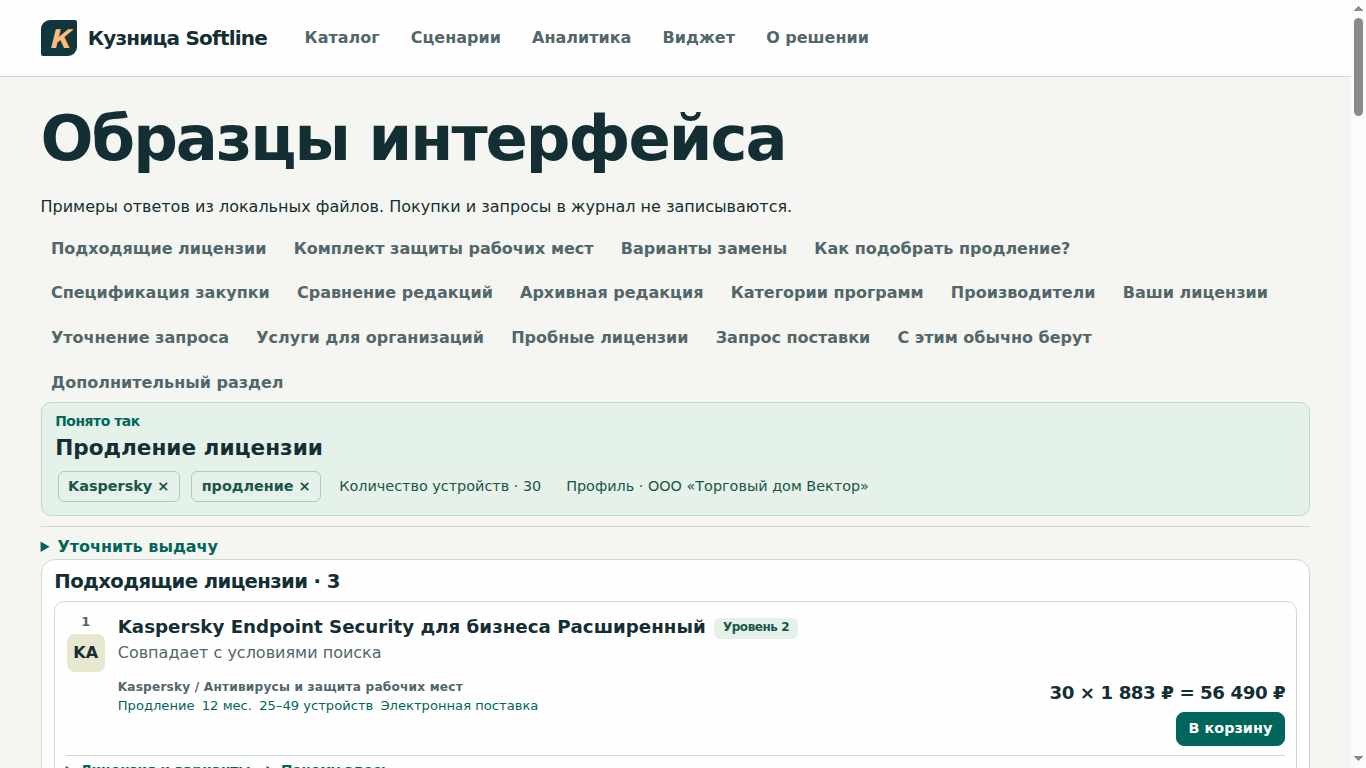 К Кузница Softline Каталог Сценарии Аналитика Виджет О решении
Образцы интерфейса
Примеры ответов из локальных файлов. Покупки и запросы в журнал не записываются.
Подходящие лицензии Комплект защиты рабочих мест Варианты замены Как подобрать продление?
Спецификация закупки Сравнение редакций Архивная редакция Категории программ Производители Ваши лицензии
Уточнение запроса Услуги для организаций Пробные лицензии Запрос поставки С этим обычно берут
Дополнительный раздел
Понято так
Продление лицензии
Kaspersky × продление × Количество устройств · 30 Профиль · ООО «Торговый дом Вектор»
▶ Уточнить выдачу
Подходящие лицензии · 3
1
KA
Kaspersky Endpoint Security для бизнеса Расширенный Уровень 2
Совпадает с условиями поиска
Kaspersky / Антивирусы и защита рабочих мест
Продление 12 мес. 25–49 устройств Электронная поставка
30 × 1 883 ₽ = 56 490 ₽
В корзину